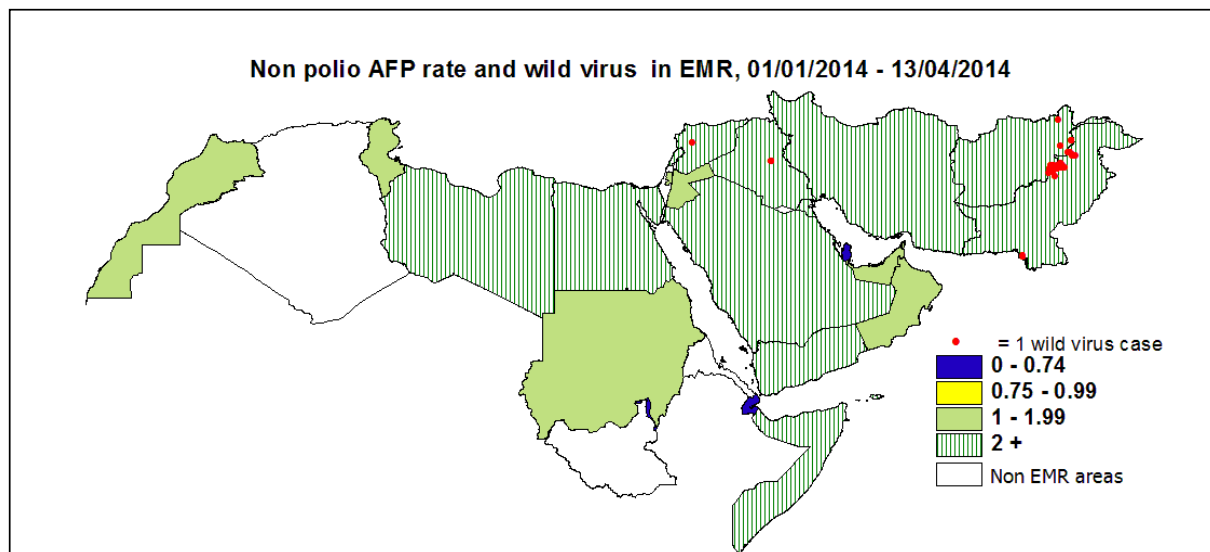 Non polio AFP rate and wild virus in EMR, 01/01/2014 - 13/04/2014
= 1 wild virus case
0 - 0.74
0.75 - 0.99
1 - 1.99
2 +
Non EMR areas